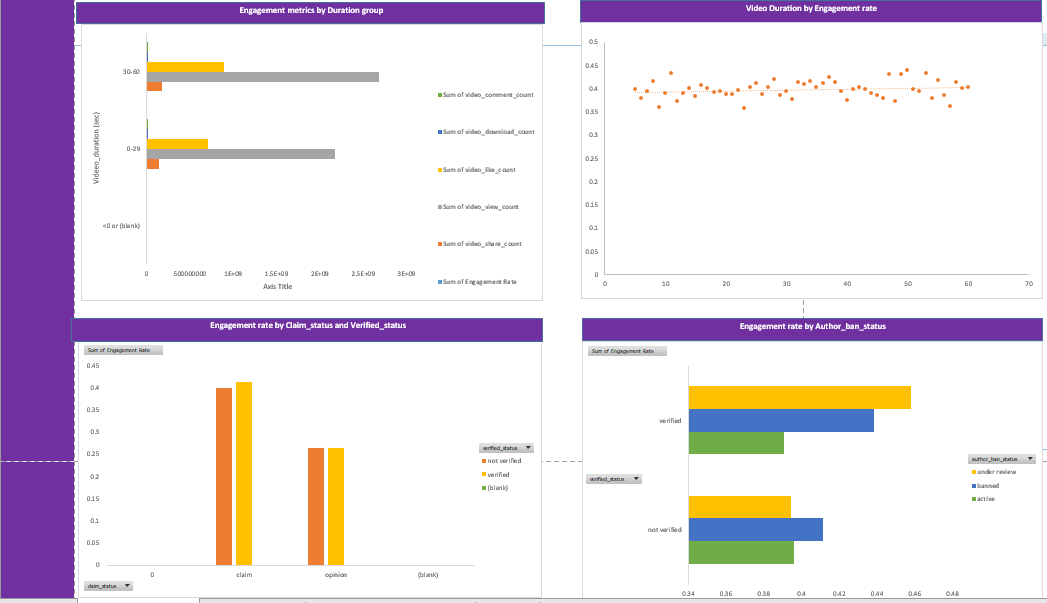 Engagement metrics by Duration group
30-60
0-29
<0 or (blank)
Videeo_duration (sec)
0
500000000
1E+09
1.5E+09
2E+09
2.5E+09
3E+09
Axis Title
Sum of video_comment_count
Sum of video_download_count
Sum of video_like_count
Sum of video_view_count
Sum of video_share_count
Sum of Engagement Rate
Video Duration by Engagement rate
0.5
0.45
0.4
0.35
0.3
0.25
0.2
0.15
0.1
0.05
0
0
10
20
30
40
50
60
70
Engagement rate by Claim_status and Verified_status
Sum of Engagement Rate
0.45
0.4
0.35
0.3
0.25
0.2
0.15
0.1
0.05
0
0
claim
opinion
(blank)
verified_status
not verified
verified
(blank)
claim_status
Engagement rate by Author_ban_status
Sum of Engagement Rate
verified
verified_status
not verified
0.34
0.36
0.38
0.4
0.42
0.44
0.46
0.48
author_ban_status
under review
banned
active